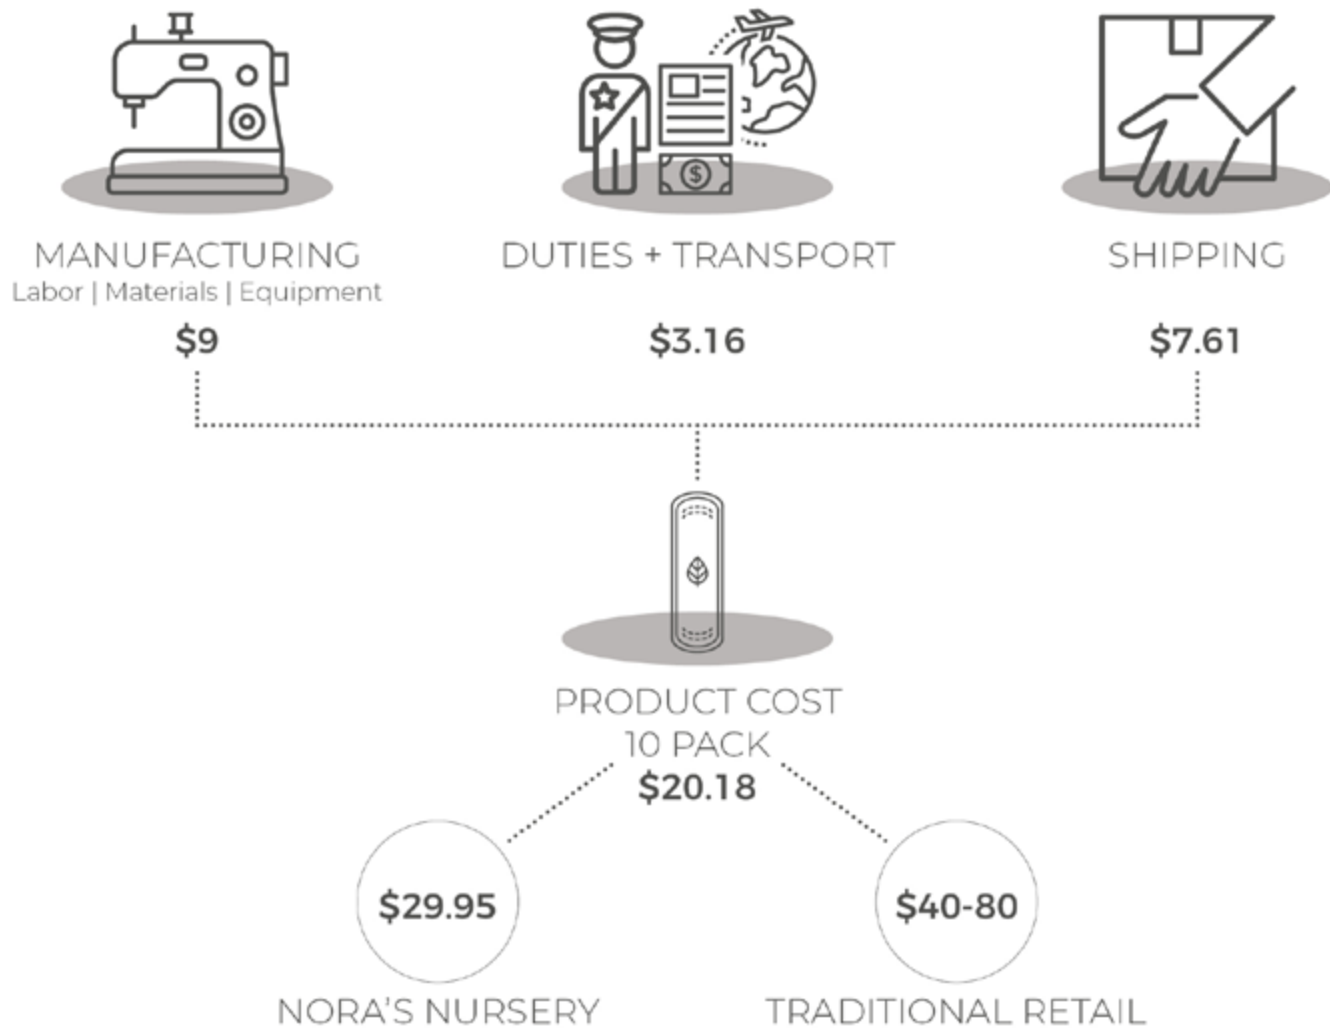 MANUFACTURING
Labor | Materials | Equipment
$9
DUTIES + TRANSPORT
$3.16
SHIPPING
$7.61
PRODUCT COST
10 PACK
$20.18
$29.95
NORA'S NURSERY
$40-80
TRADITIONAL RETAIL